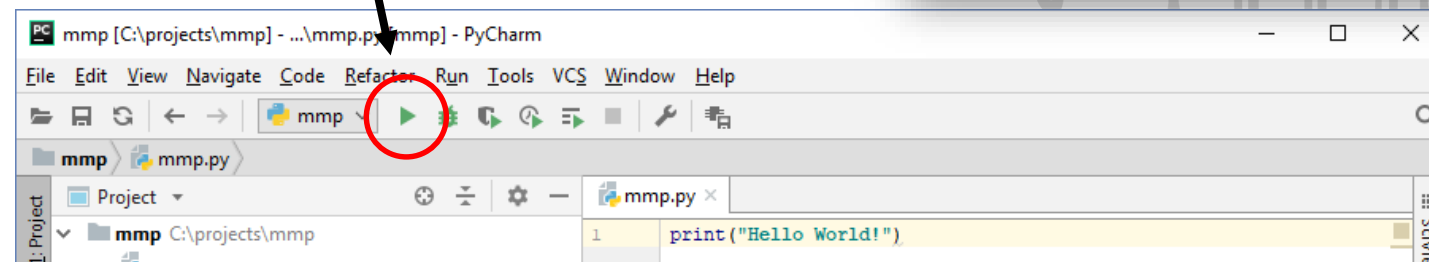 PC mmp [C:\projects\mmp] - ...\mmp.py [mmp] - PyCharm
File Edit View Navigate Code Refactor Run Tools VCS Window Help
mmp
mmp mmp.py
1: Project
Project
mmp.py
mmp C:\projects\mmp
1 print("Hello World!")